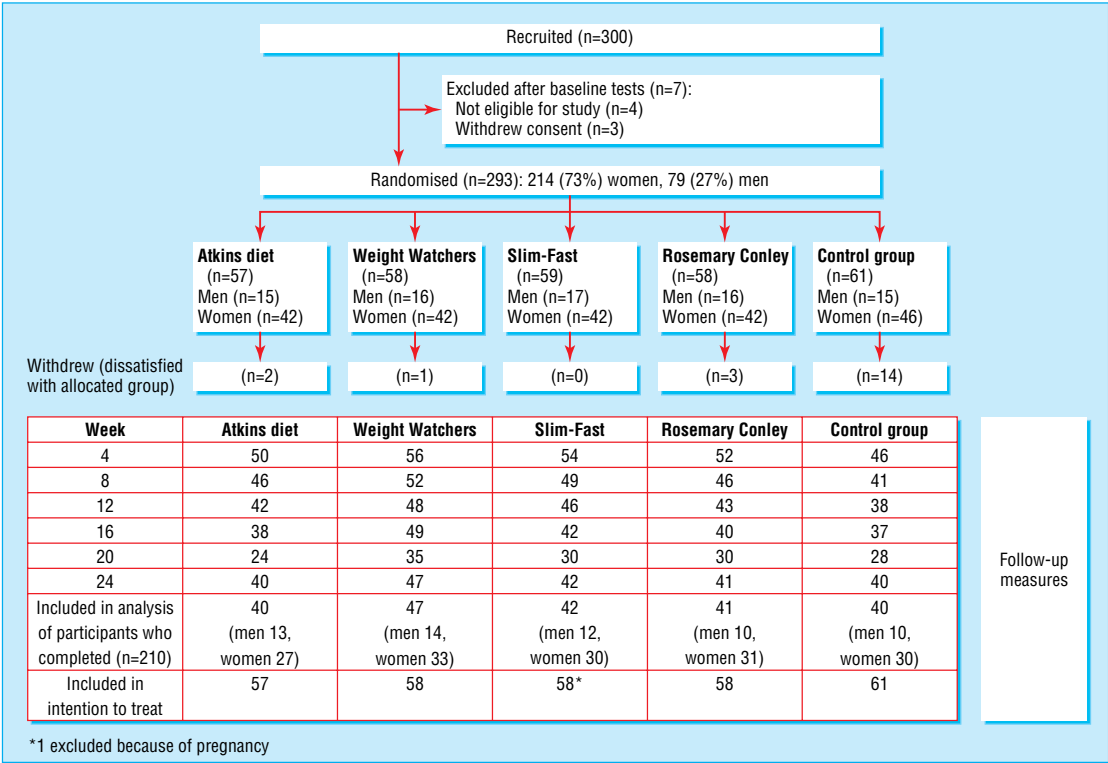 Recruited (n=300)
Excluded after baseline tests (n=7):
Not eligible for study (n=4)
Withdrew consent (n=3)
Randomised (n=293): 214 (73%) women, 79 (27%) men
Atkins diet
(n=57)
Men (n=15)
Women (n=42)
Weight Watchers
(n=58)
Men (n=16)
Women (n=42)
Slim-Fast
(n=59)
Men (n=17)
Women (n=42)
Rosemary Conley
(n=58)
Men (n=16)
Women (n=42)
Control group
(n=61)
Men (n=15)
Women (n=46)
Withdrew (dissatisfied
with allocated group)
(n=2)
(n=1)
(n=0)
(n=3)
(n=14)
Week Atkins diet Weight Watchers Slim-Fast Rosemary Conley Control group
4 50 56 54 52 46
8 46 52 49 46 41
12 42 48 46 43 38
16 38 49 42 40 37
20 24 35 30 30 28
24 40 47 42 41 40
Included in analysis 40 47 42 41 40
of participants who (men 13, (men 14, (men 12, (men 10, (men 10,
completed (n=210) women 27) women 33) women 30) women 31) women 30)
Included in 57 58 58* 58 61
intention to treat
Follow-up
measures
*1 excluded because of pregnancy